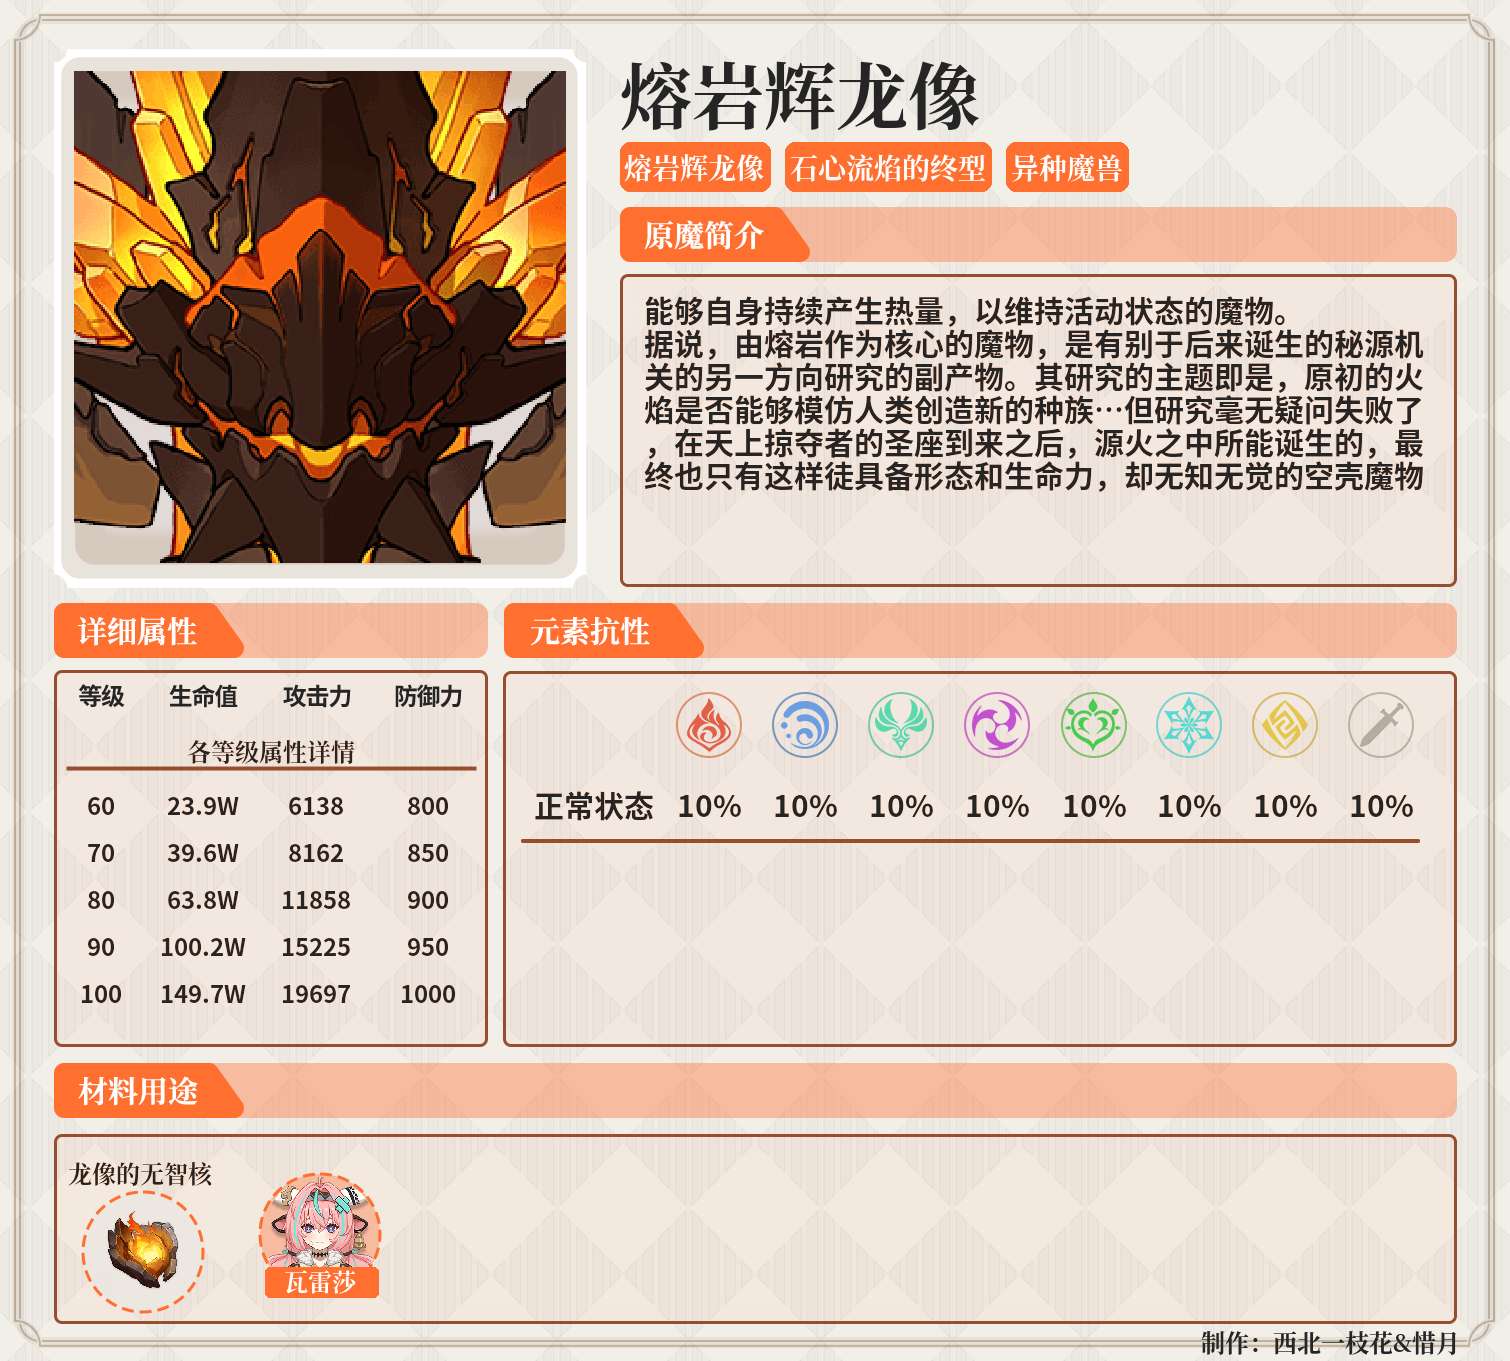 熔岩辉龙像
熔岩辉龙像 石心流焰的终型 异种魔兽
原魔简介
能够自身持续产生热量，以维持活动状态的魔物。
据说，由熔岩作为核心的魔物，是有别于后来诞生的秘源机
关的另一方向研究的副产物。其研究的主题即是，原初的火
焰是否能够模仿人类创造新的种族…但研究毫无疑问失败了
，在天上掠夺者的圣座到来之后，源火之中所能诞生的，最
终也只有这样徒具备形态和生命力，却无知无觉的空壳魔物
详细属性
等级 生命值 攻击力 防御力
各等级属性详情
60 23.9W 6138 800
70 39.6W 8162 850
80 63.8W 11858 900
90 100.2W 15225 950
100 149.7W 19697 1000
元素抗性
正常状态 10% 10% 10% 10% 10% 10% 10% 10%
材料用途
龙像的无智核
瓦雷莎
制作：西北一枝花&惜月